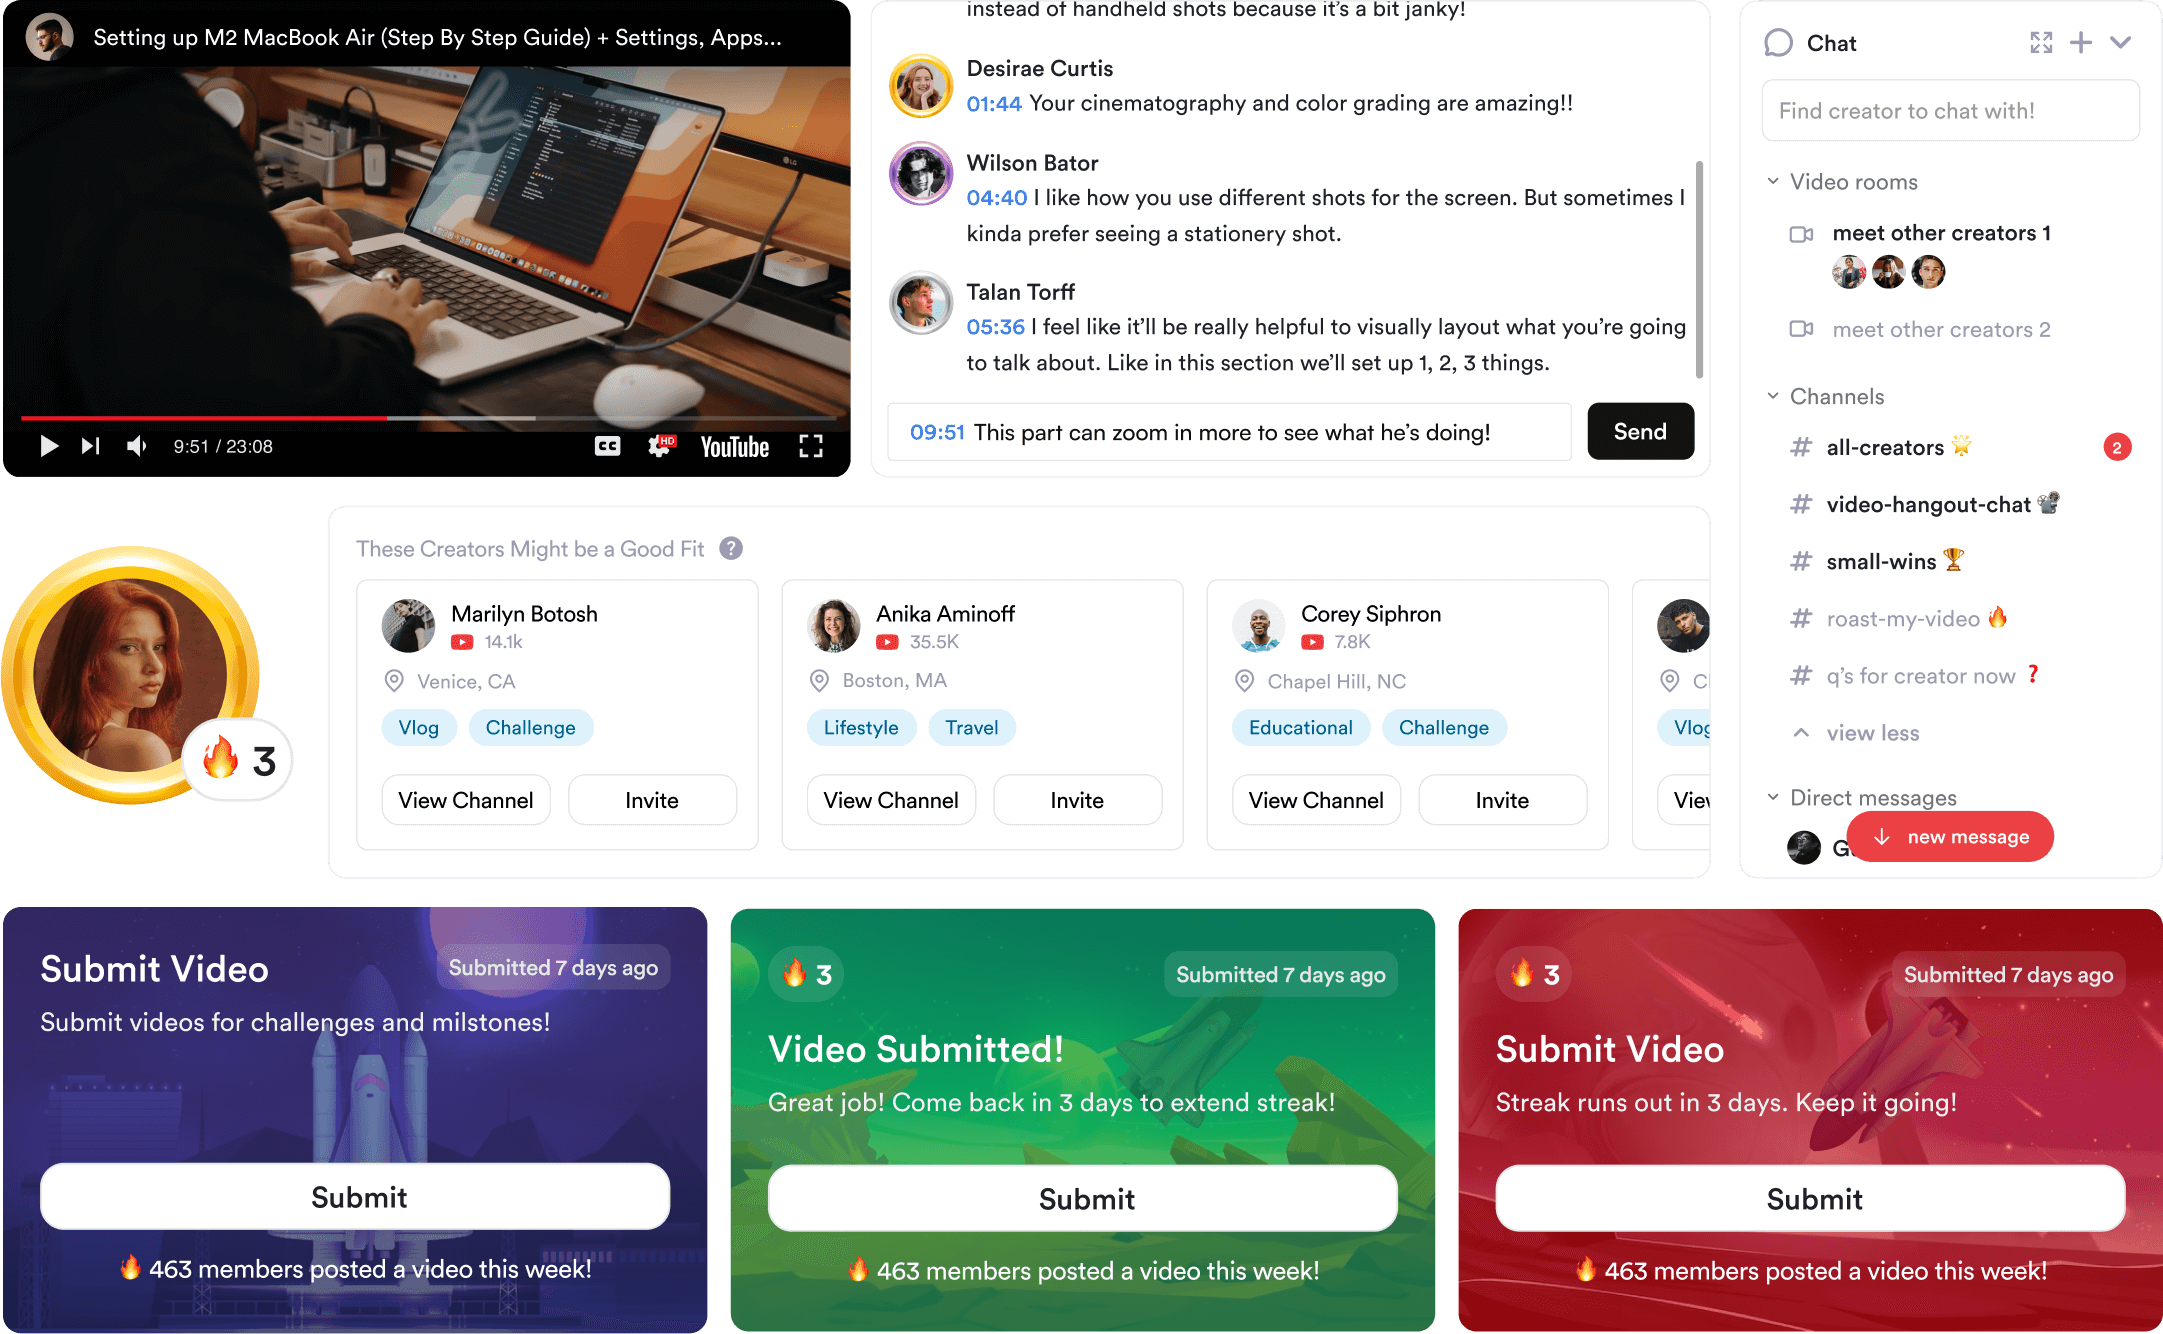 Setting up M2 MacBook Air (Step By Step Guide) + Settings, Apps...
9:51 / 23:08
CC
HD
YouTube
instead of handheld shots because it's a bit janky!
Desirae Curtis
01:44 Your cinematography and color grading are amazing!!
Wilson Bator
04:40 I like how you use different shots for the screen. But sometimes I
kinda prefer seeing a stationery shot.
Talan Torff
05:36 I feel like it'll be really helpful to visually layout what you're going
to talk about. Like in this section we'll set up 1, 2, 3 things.
09:51 This part can zoom in more to see what he's doing!
Send
Chat
Find creator to chat with!
Video rooms
meet other creators 1
meet other creators 2
Channels
# all-creators 🌟
2
# video-hangout-chat 📽️
# small-wins 🏆
# roast-my-video 🔥
# q's for creator now ❓
view less
Direct messages
new message
🔥 3
These Creators Might be a Good Fit ?
Marilyn Botosh
14.1k
Venice, CA
Vlog Challenge
View Channel Invite
Anika Aminoff
35.5K
Boston, MA
Lifestyle Travel
View Channel Invite
Corey Siphron
7.8K
Chapel Hill, NC
Educational Challenge
View Channel Invite
Submit Video
Submitted 7 days ago
Submit videos for challenges and milstones!
Submit
🔥 463 members posted a video this week!
🔥 3
Submitted 7 days ago
Video Submitted!
Great job! Come back in 3 days to extend streak!
Submit
🔥 463 members posted a video this week!
🔥 3
Submitted 7 days ago
Submit Video
Streak runs out in 3 days. Keep it going!
Submit
🔥 463 members posted a video this week!